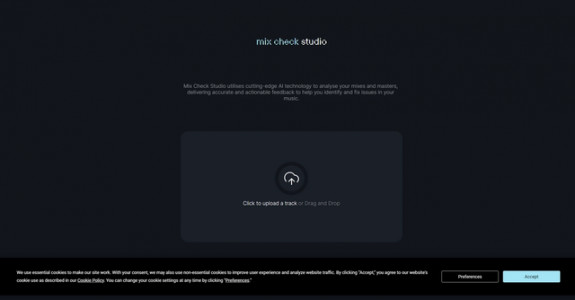 mix check studio
Mix Check Studio utilises cutting-edge AI technology to analyse your mixes and masters,
delivering accurate and actionable feedback to help you identify and fix issues in your
music.
Click to upload a track or Drag and Drop
We use essential cookies to make our site work. With your consent, we may also use non-essential cookies to improve user experience and analyze website traffic. By clicking "Accept," you agree to our website's
cookie use as described in our Cookie Policy. You can change your cookie settings at any time by clicking "Preferences."
Preferences
Accept